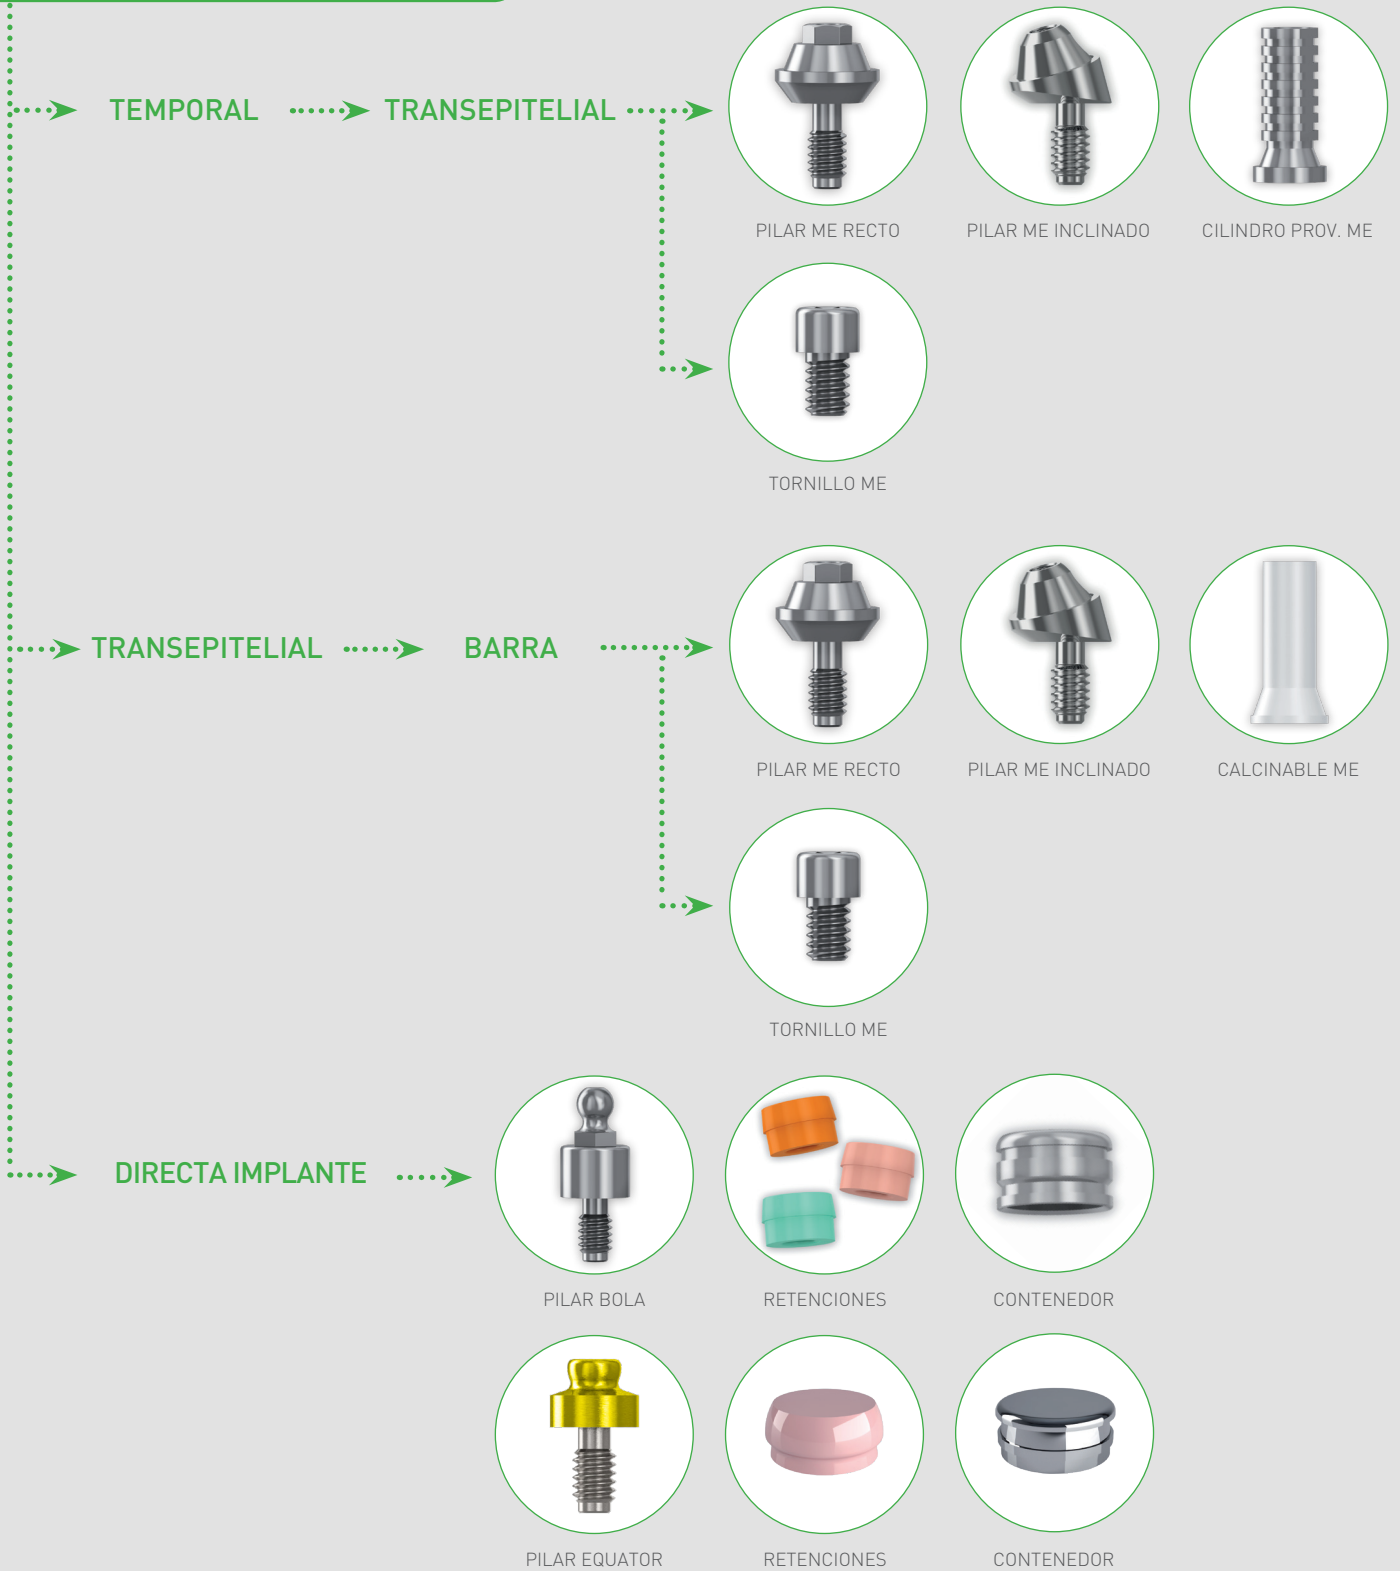 TEMPORAL
TRANSEPITELIAL
PILAR ME RECTO
PILAR ME INCLINADO
CILINDRO PROV. ME
TORNILLO ME
TRANSEPITELIAL
BARRA
PILAR ME RECTO
PILAR ME INCLINADO
CALCINABLE ME
TORNILLO ME
DIRECTA IMPLANTE
PILAR BOLA
RETENCIONES
CONTENEDOR
PILAR EQUATOR
RETENCIONES
CONTENEDOR